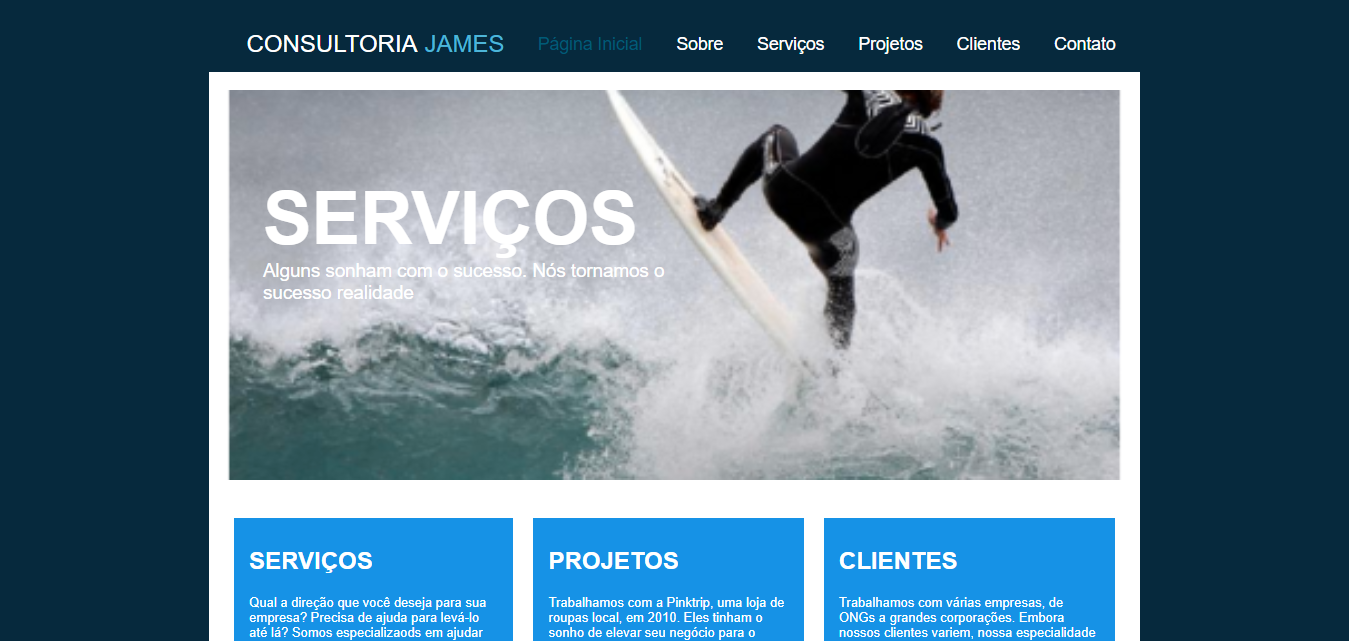 CONSULTORIA JAMES Página Inicial Sobre Serviços Projetos Clientes Contato
SERVIÇOS
Alguns sonham com o sucesso. Nós tornamos o
sucesso realidade
SERVIÇOS
Qual a direção que você deseja para sua
empresa? Precisa de ajuda para levá-lo
até lá? Somos especializaods em ajudar
PROJETOS
Trabalhamos com a Pinktrip, uma loja de
roupas local, em 2010. Eles tinham o
sonho de elevar seu negócio para o
CLIENTES
Trabalhamos com várias empresas, de
ONGs a grandes corporações. Embora
nossos clientes variem, nossa especialidade